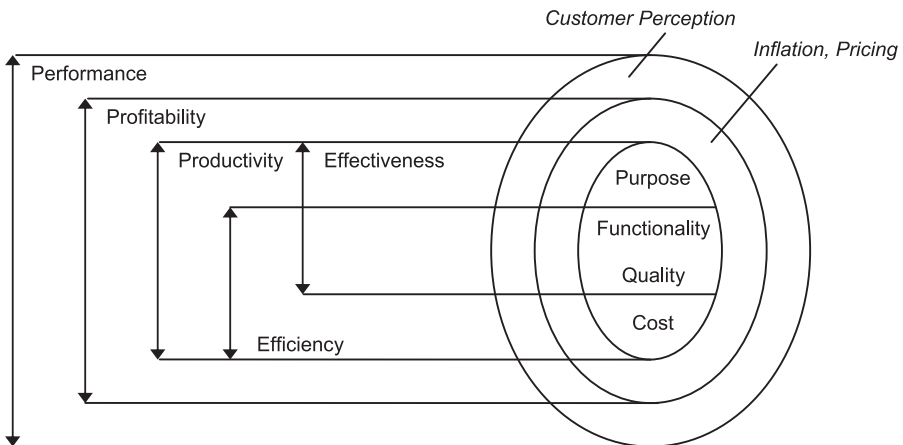 Customer Perception
Inflation, Pricing
Performance
Profitability
Productivity
Effectiveness
Purpose
Functionality
Quality
Cost
Efficiency